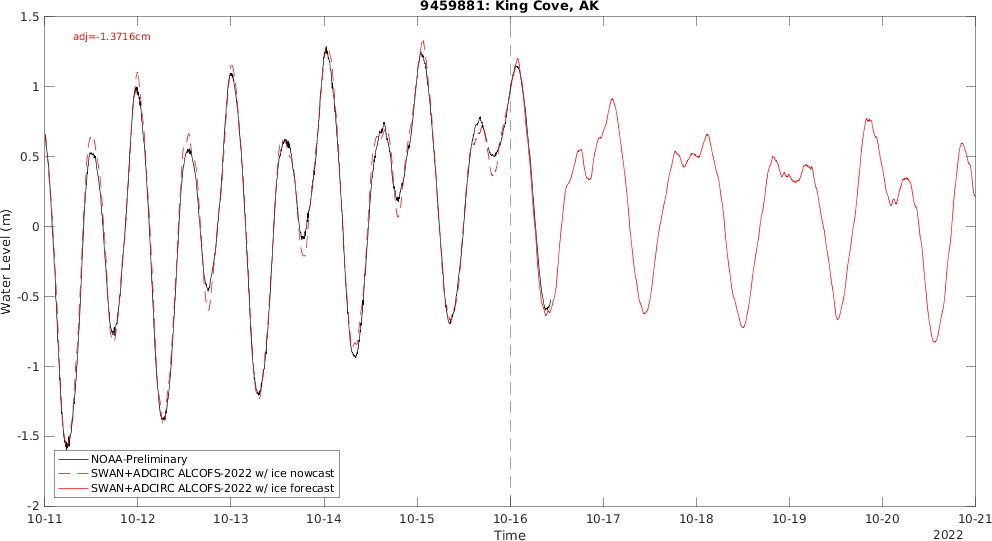 9459881: King Cove, AK
adj=-1.3716cm
1.5
1
0.5
0
-0.5
-1
-1.5
-2
Water Level (m)
NOAA-Preliminary
SWAN+ADCIRC ALCOFS-2022 w/ ice nowcast
SWAN+ADCIRC ALCOFS-2022 w/ ice forecast
10-11 10-12 10-13 10-14 10-15 10-16 10-17 10-18 10-19 10-20 10-21
Time
2022